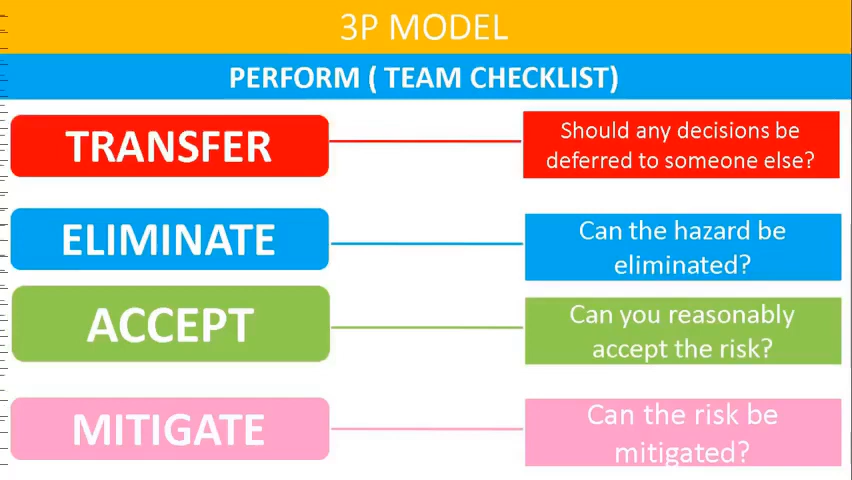 3P MODEL
PERFORM ( TEAM CHECKLIST)
TRANSFER
Should any decisions be
deferred to someone else?
ELIMINATE
Can the hazard be
eliminated?
ACCEPT
Can you reasonably
accept the risk?
MITIGATE
Can the risk be
mitigated?